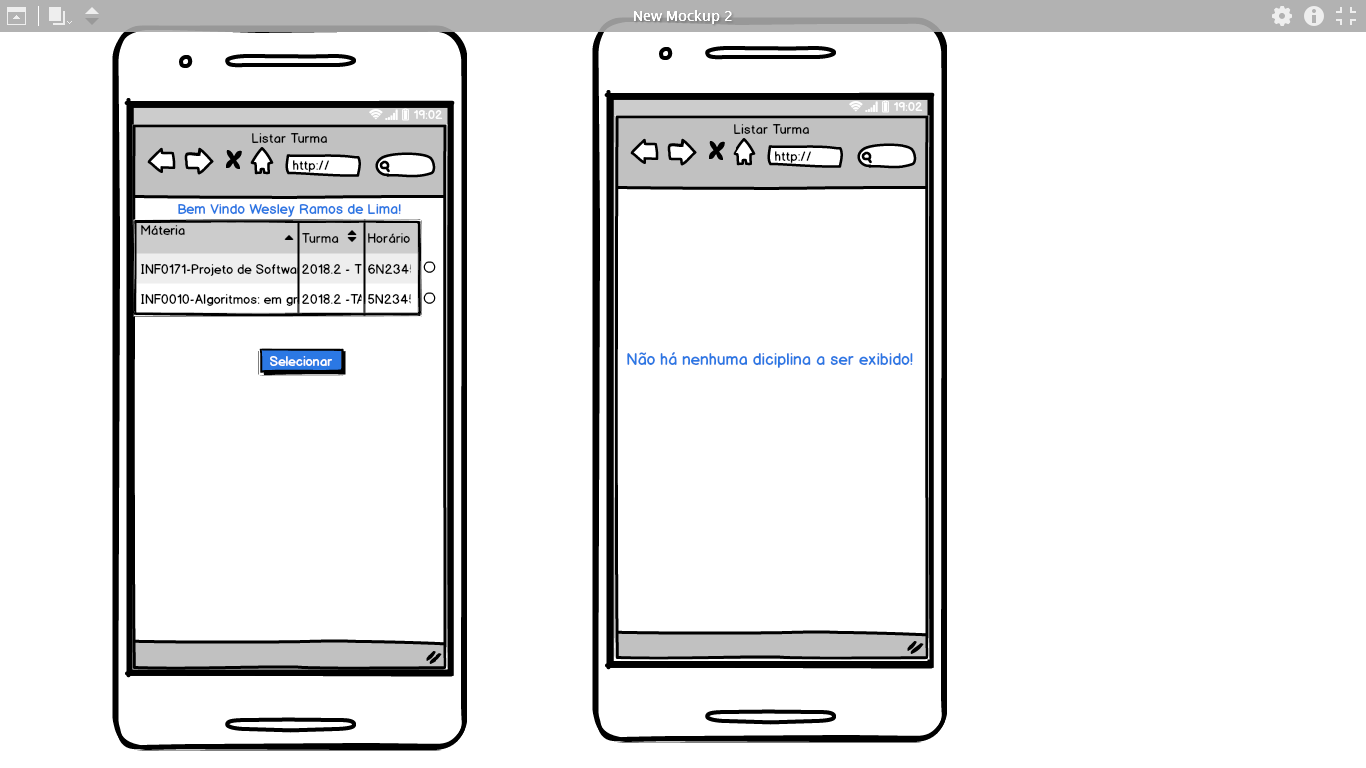 New Mockup 2
19:02
Listar Turma
http://
Bem Vindo Wesley Ramos de Lima!
Máteria Turma Horário
INF0171-Projeto de Softwa 2018.2 - T 6N234
INF0010-Algoritmos: em gr 2018.2 -TA 5N234
Selecionar
19:02
Listar Turma
http://
Não há nenhuma diciplina a ser exibido!